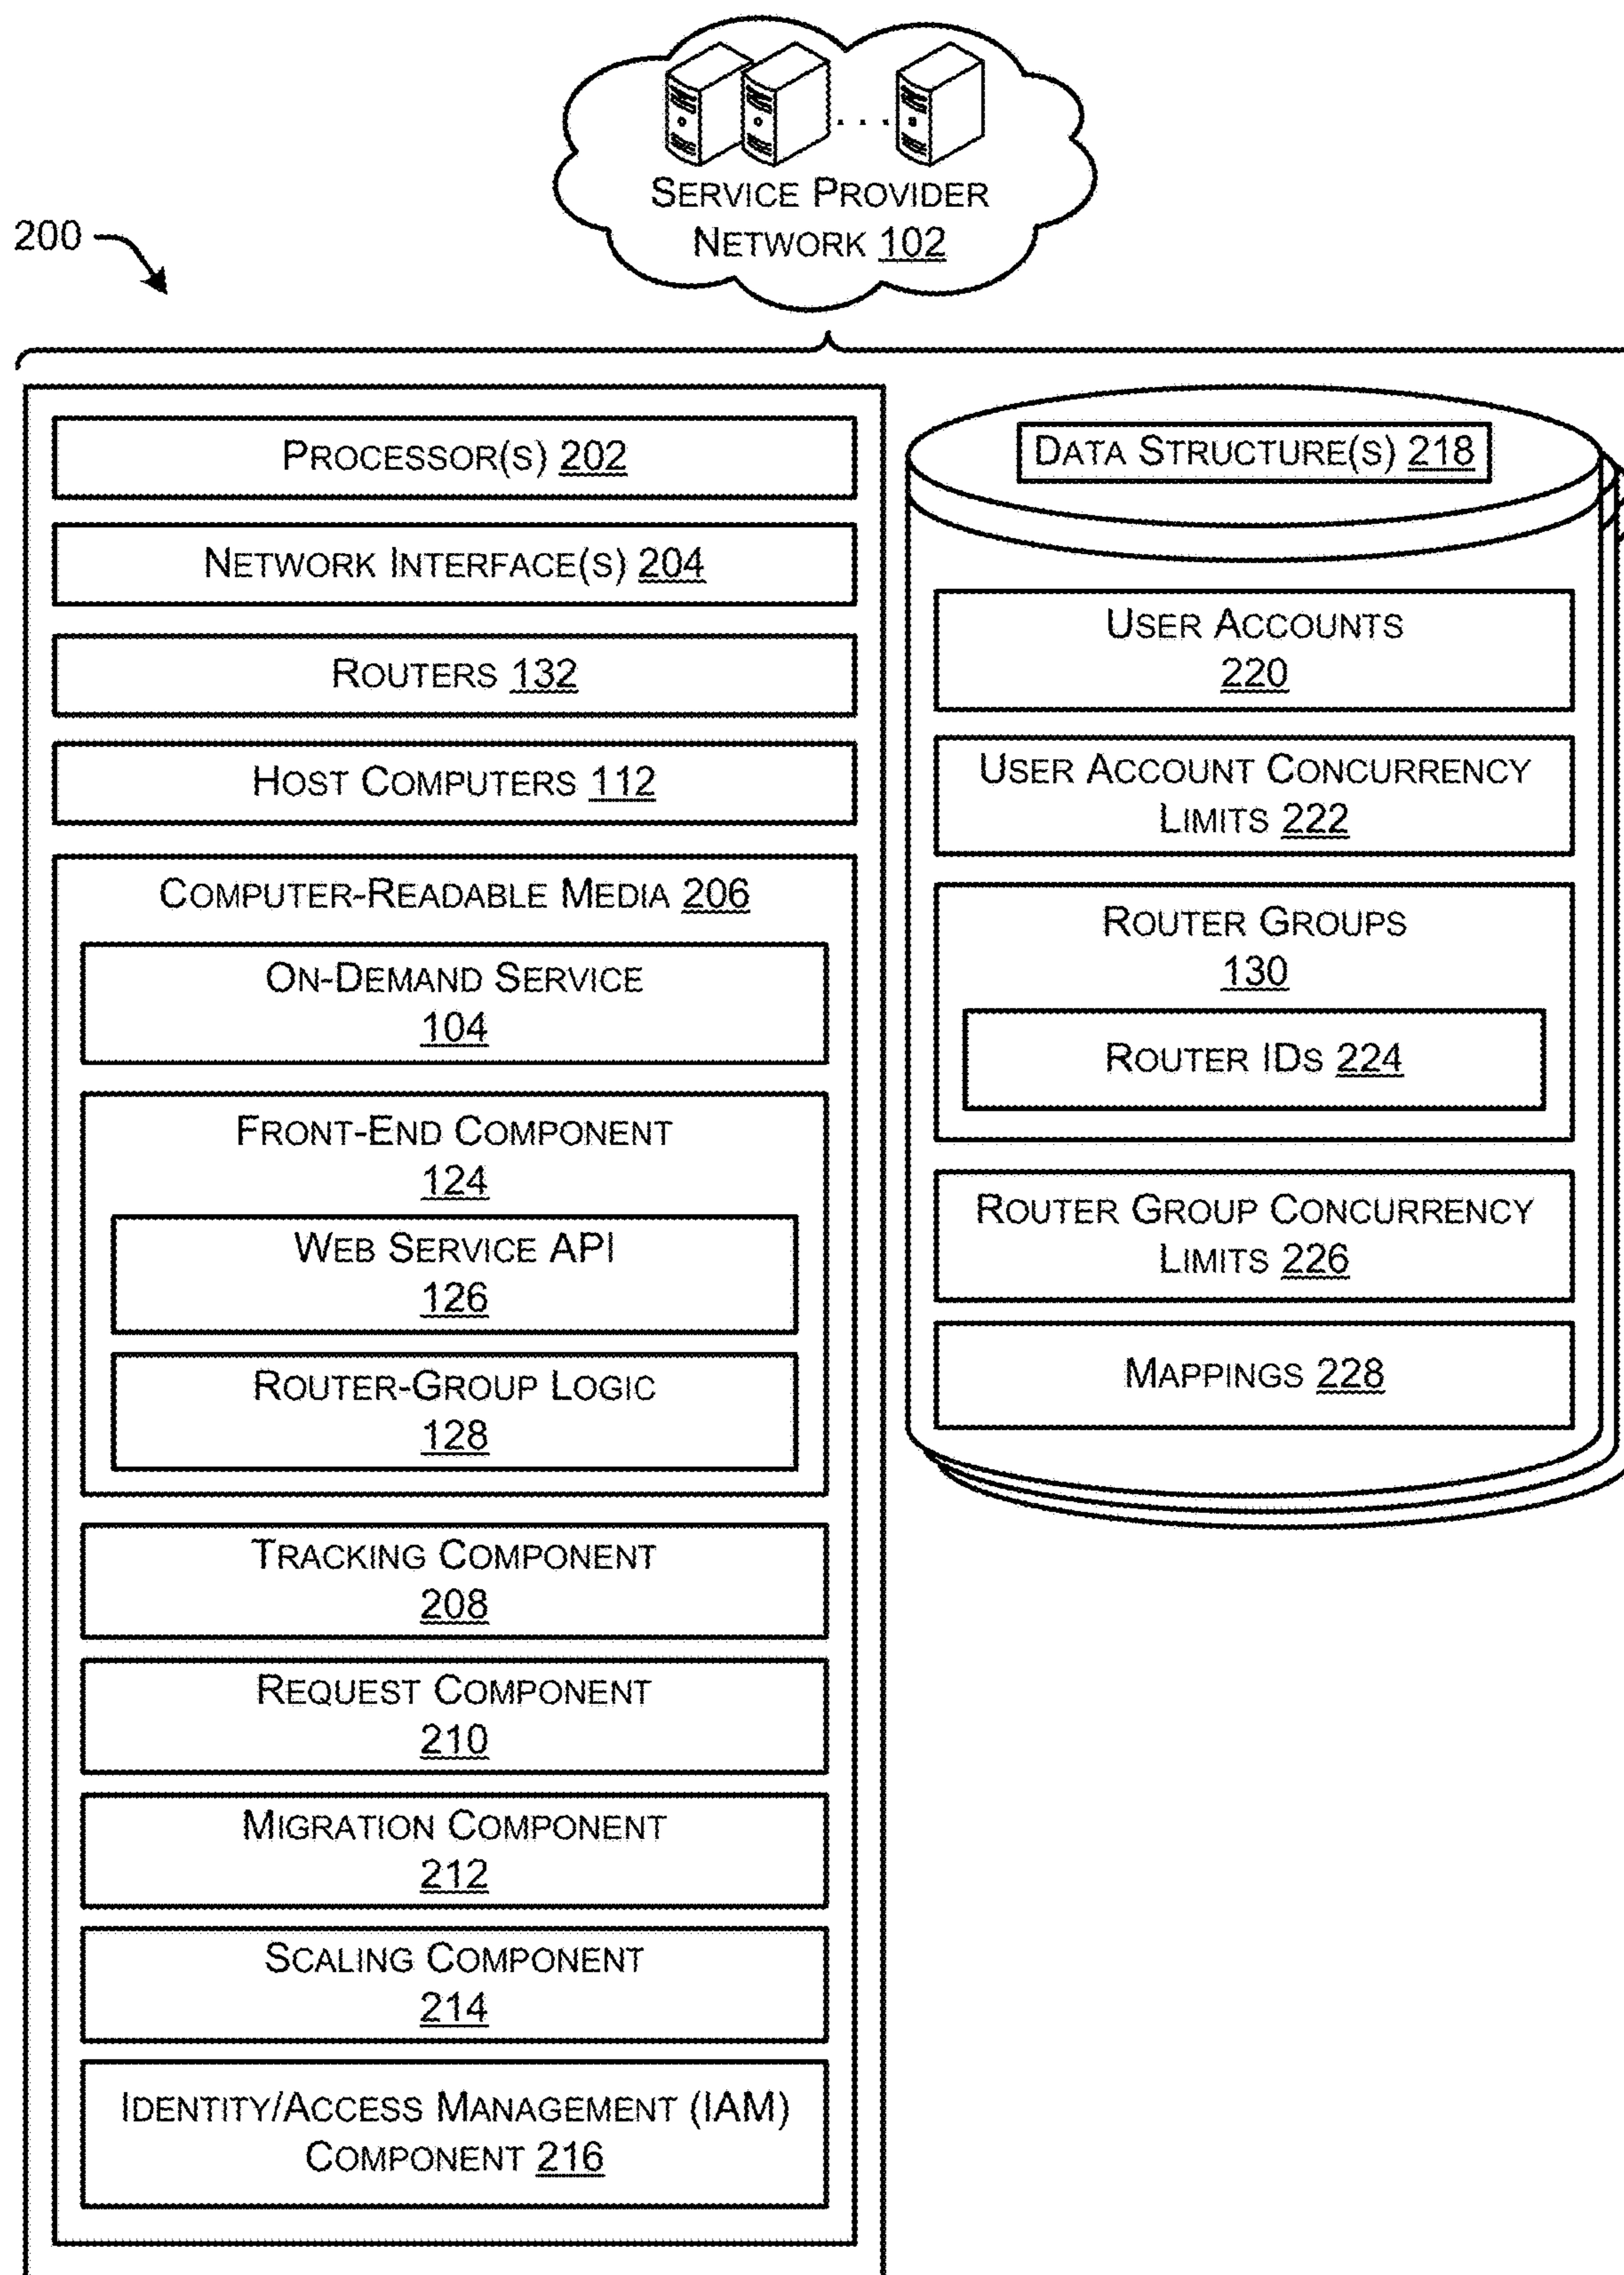 SERVICE PROVIDER
NETWORK 102
200
PROCESSOR(S) 202
NETWORK INTERFACE(S) 204
ROUTERS 132
HOST COMPUTERS 112
COMPUTER-READABLE MEDIA 206
ON-DEMAND SERVICE
104
FRONT-END COMPONENT
124
WEB SERVICE API
126
ROUTER-GROUP LOGIC
128
TRACKING COMPONENT
208
REQUEST COMPONENT
210
MIGRATION COMPONENT
212
SCALING COMPONENT
214
IDENTITY/ACCESS MANAGEMENT (IAM)
COMPONENT 216
DATA STRUCTURE(S) 218
USER ACCOUNTS
220
USER ACCOUNT CONCURRENCY
LIMITS 222
ROUTER GROUPS
130
ROUTER IDS 224
ROUTER GROUP CONCURRENCY
LIMITS 226
MAPPINGS 228